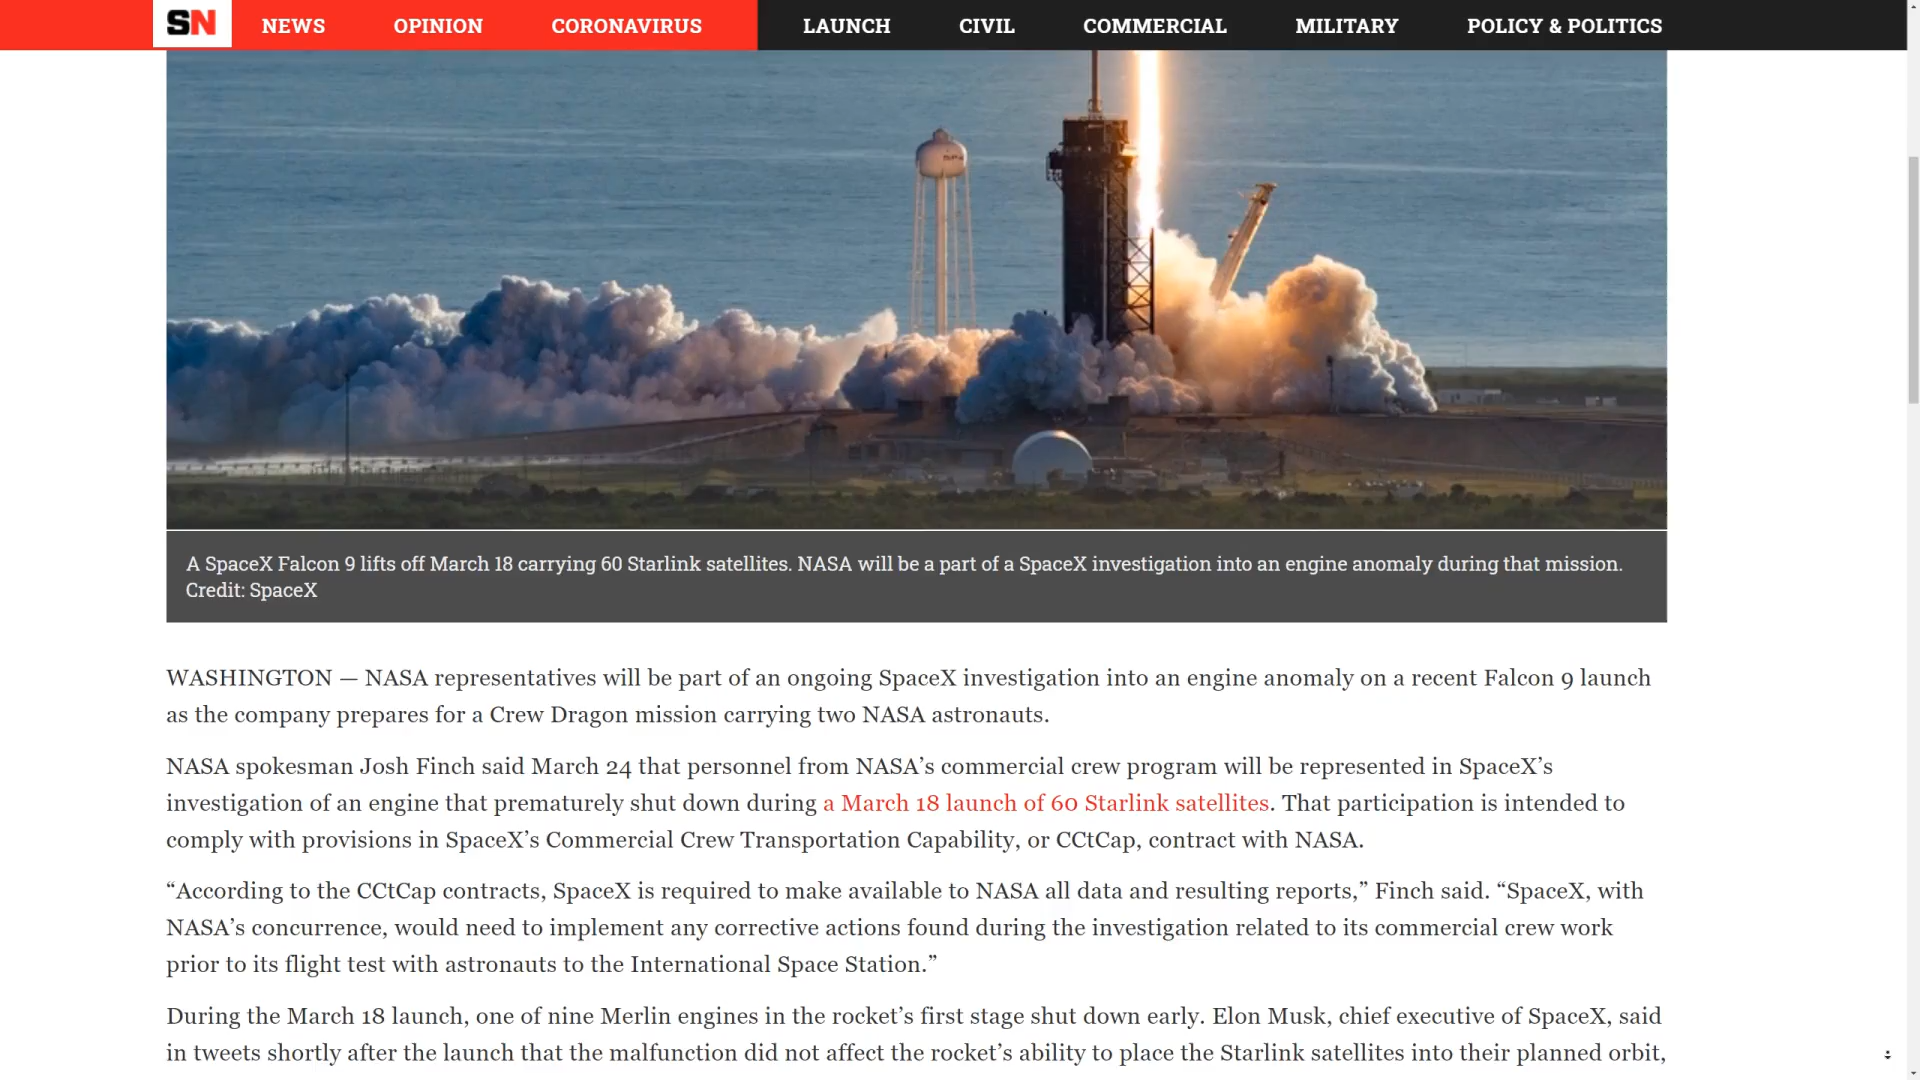 SN NEWS OPINION CORONAVIRUS LAUNCH CIVIL COMMERCIAL MILITARY POLICY & POLITICS
A SpaceX Falcon 9 lifts off March 18 carrying 60 Starlink satellites. NASA will be a part of a SpaceX investigation into an engine anomaly during that mission.
Credit: SpaceX
WASHINGTON — NASA representatives will be part of an ongoing SpaceX investigation into an engine anomaly on a recent Falcon 9 launch
as the company prepares for a Crew Dragon mission carrying two NASA astronauts.
NASA spokesman Josh Finch said March 24 that personnel from NASA’s commercial crew program will be represented in SpaceX’s
investigation of an engine that prematurely shut down during a March 18 launch of 60 Starlink satellites. That participation is intended to
comply with provisions in SpaceX’s Commercial Crew Transportation Capability, or CCtCap, contract with NASA.
“According to the CCtCap contracts, SpaceX is required to make available to NASA all data and resulting reports,” Finch said. “SpaceX, with
NASA’s concurrence, would need to implement any corrective actions found during the investigation related to its commercial crew work
prior to its flight test with astronauts to the International Space Station.”
During the March 18 launch, one of nine Merlin engines in the rocket’s first stage shut down early. Elon Musk, chief executive of SpaceX, said
in tweets shortly after the launch that the malfunction did not affect the rocket’s ability to place the Starlink satellites into their planned orbit,